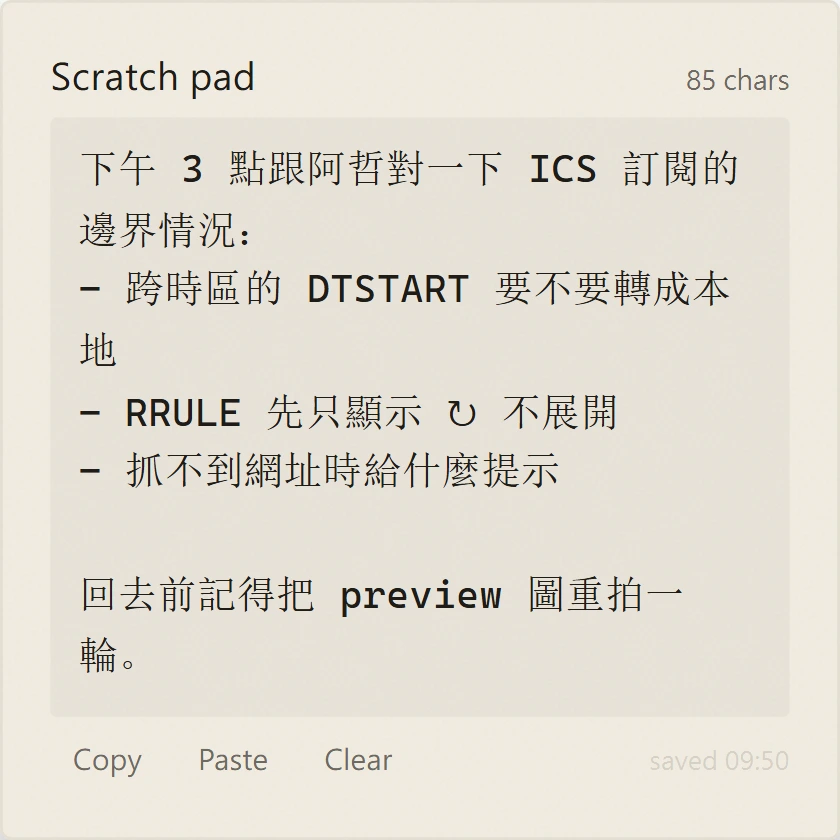 Scratch pad
85 chars
下午 3 點跟阿哲對一下 ICS 訂閱的
邊界情況：
- 跨時區的 DTSTART 要不要轉成本
地
- RRULE 先只顯示 ↻ 不展開
- 抓不到網址時給什麼提示
回去前記得把 preview 圖重拍一
輪。
Copy
Paste
Clear
saved 09:50